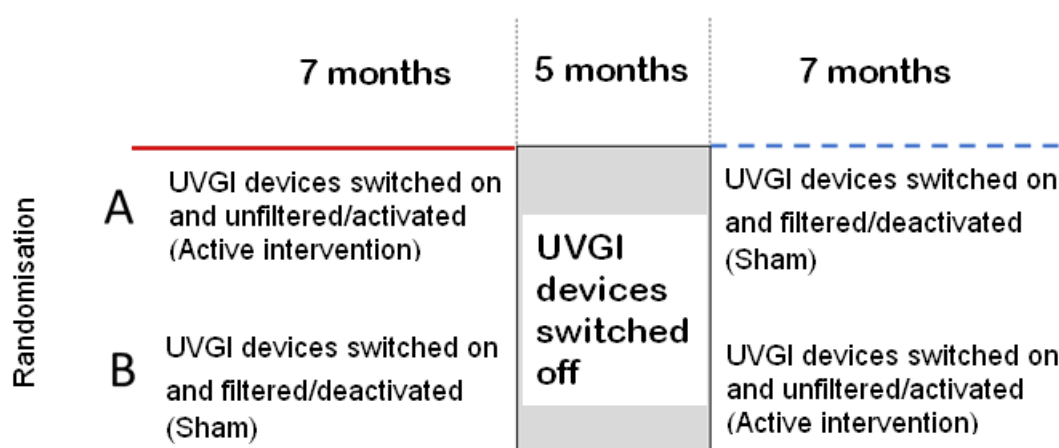 7 months
5 months
7 months
Randomisation
A
UVGI devices switched on
and unfiltered/activated
(Active intervention)
UVGI
devices
switched
off
UVGI devices switched on
and filtered/deactivated
(Sham)
B
UVGI devices switched on
and filtered/deactivated
(Sham)
UVGI devices switched on
and unfiltered/activated
(Active intervention)